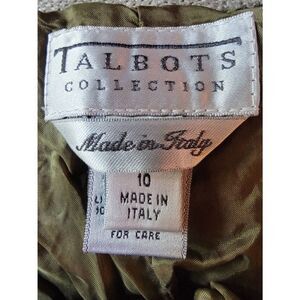 TALBOTS
COLLECTION
Made in Italy
10
MADE IN
ITALY
FOR CARE